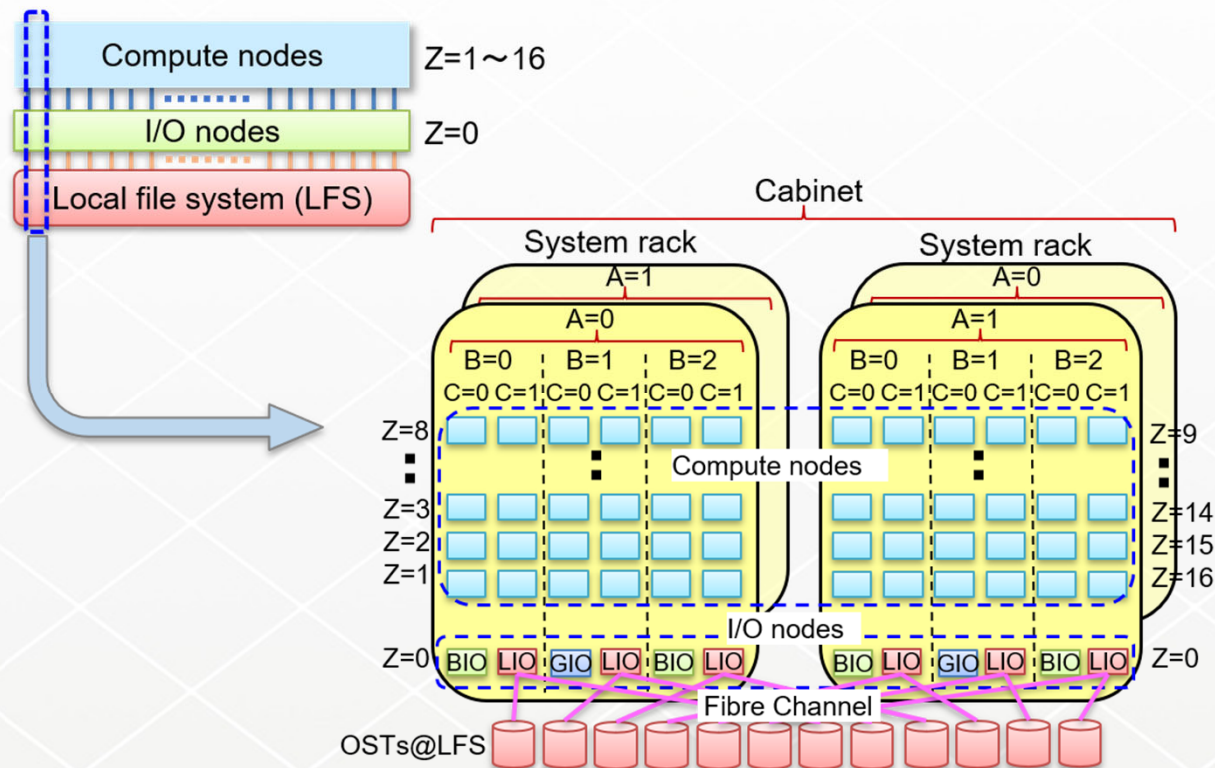 Compute nodes
Z=1～16
I/O nodes
Z=0
Local file system (LFS)
Cabinet
System rack
System rack
A=1
A=0
A=0
A=1
B=0 B=1 B=2
B=0 B=1 B=2
C=0 C=1 C=0 C=1 C=0 C=1
C=0 C=1 C=0 C=1 C=0 C=1
Z=8
Z=9
Compute nodes
Z=3
Z=14
Z=2
Z=15
Z=1
Z=16
I/O nodes
Z=0
BIO LIO GIO LIO BIO LIO
BIO LIO GIO LIO BIO LIO
Z=0
Fibre Channel
OSTs@LFS